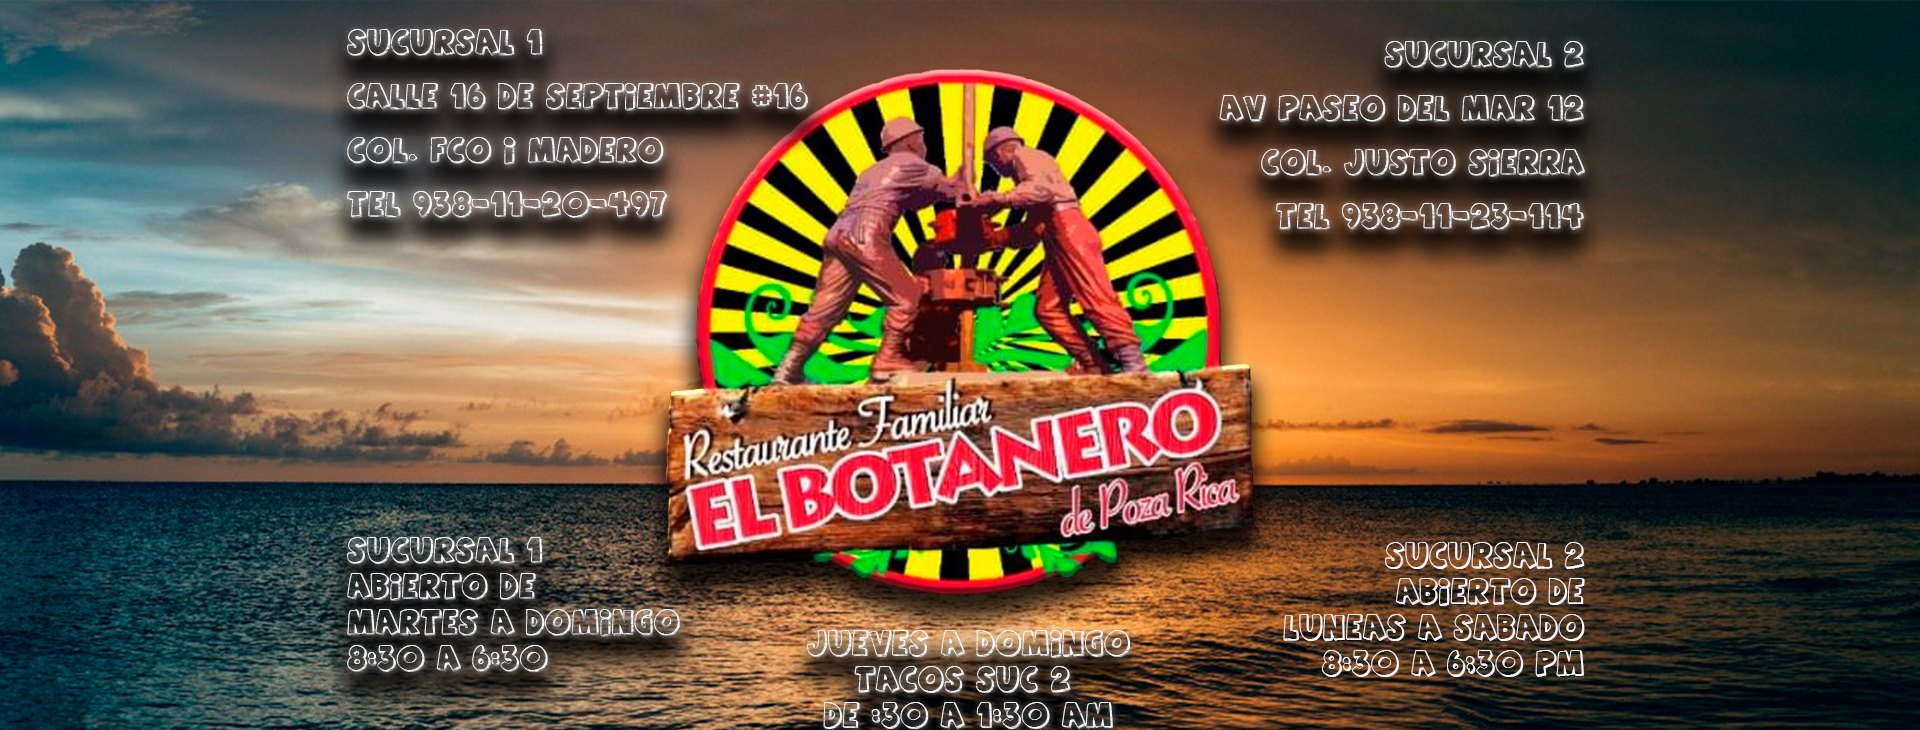 SUCURSAL 1
CALLE 16 DE SEPTIEMBRE #16
COL. FCO I MADERO
TEL 938-11-20-497
SUCURSAL 2
AV PASEO DEL MAR 12
COL. JUSTO SIERRA
TEL 938-11-23-114
Restaurante Familiar
EL BOTANERO
de Poza Rica
SUCURSAL 1
ABIERTO DE
MARTES A DOMINGO
8:30 A 6:30
JUEVES A DOMINGO
TACOS SUC 2
DE :30 A 1:30 AM
SUCURSAL 2
ABIERTO DE
LUNEAS A SABADO
8:30 A 6:30 PM